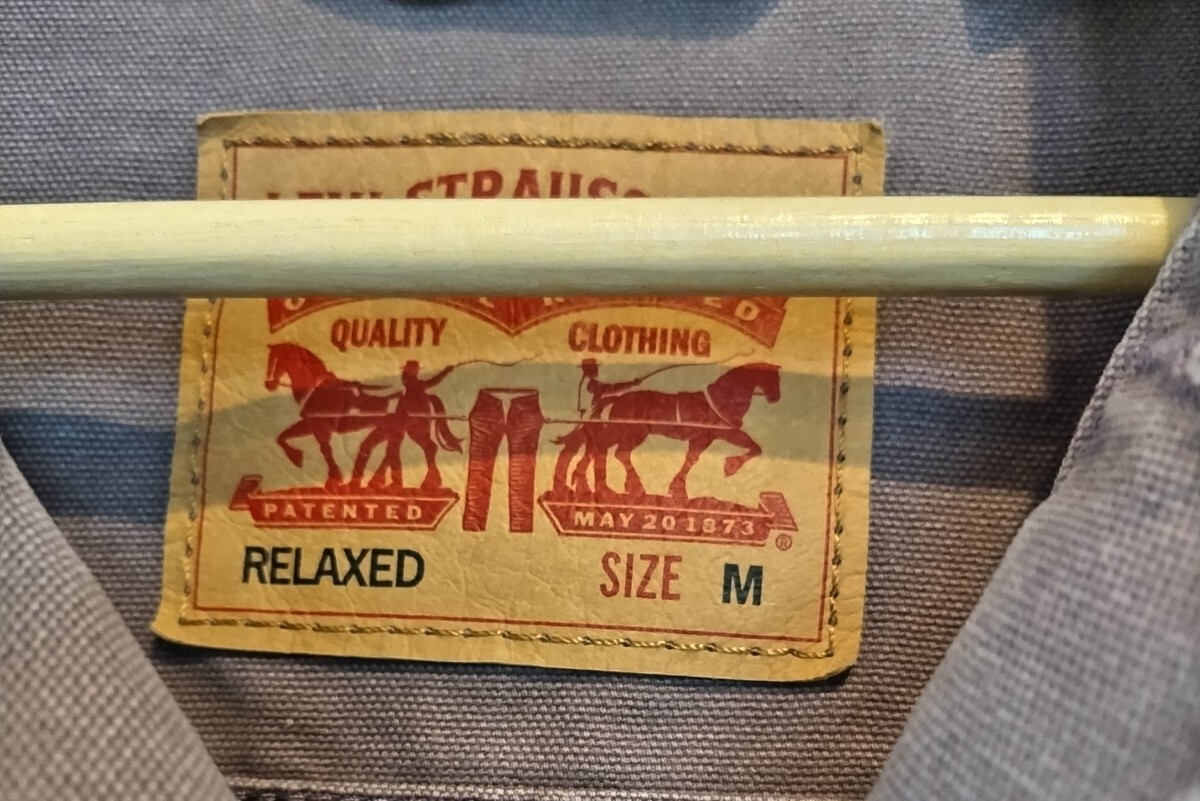 LEVI STRAUSS
QUALITY CLOTHING
PATENTED MAY 20 1873 ®
RELAXED SIZE M